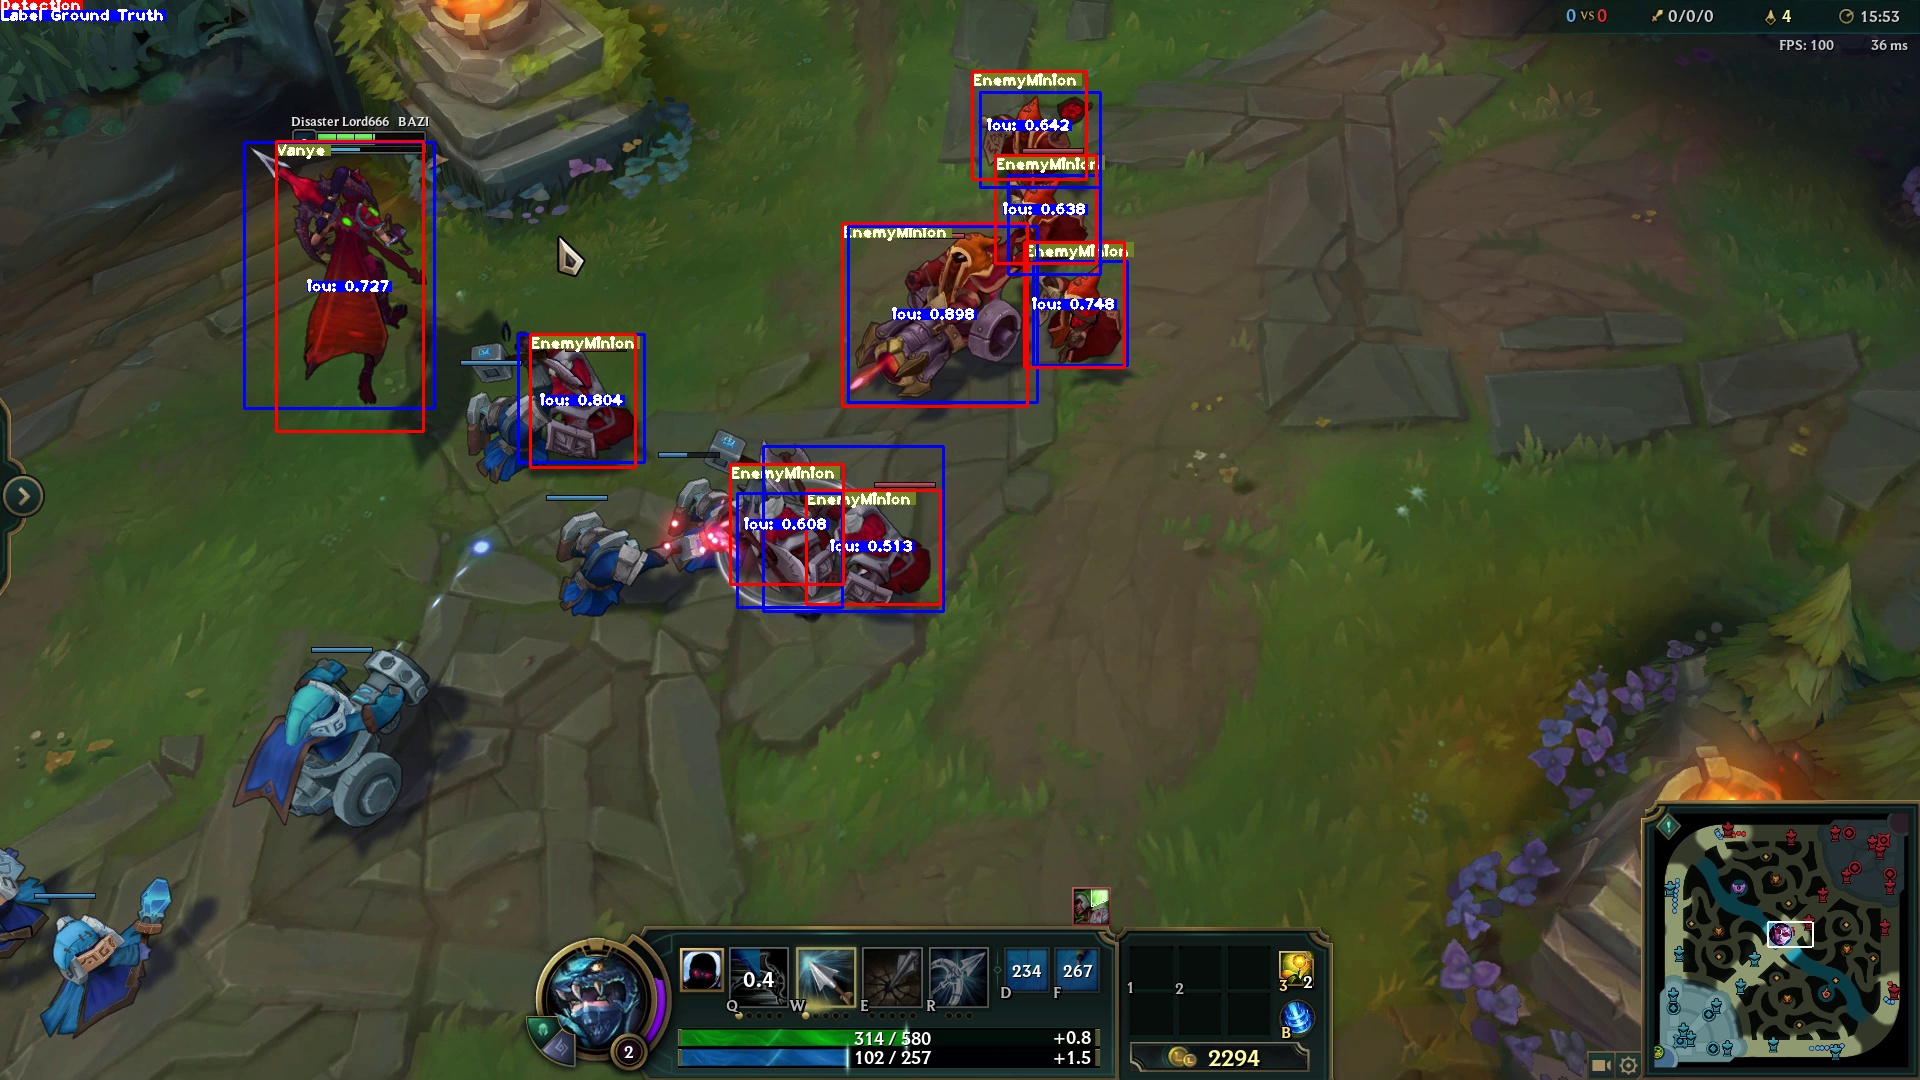 Detection
Label Ground Truth
0 vs 0
0/0/0
4
15:53
FPS: 100
36 ms
EnemyMinion
Disaster Lord666 BAZI
Iou: 0.642
Vanye
EnemyMinion
Iou: 0.638
EnemyMinion
EnemyMinion
Iou: 0.727
Iou: 0.748
Iou: 0.898
EnemyMinion
Iou: 0.804
EnemyMinion
EnemyMinion
Iou: 0.608
Iou: 0.513
0.4
234
267
Q
W
E
R
D
F
1
2
3
2
B
314 / 580
+0.8
102 / 257
+1.5
2
2294